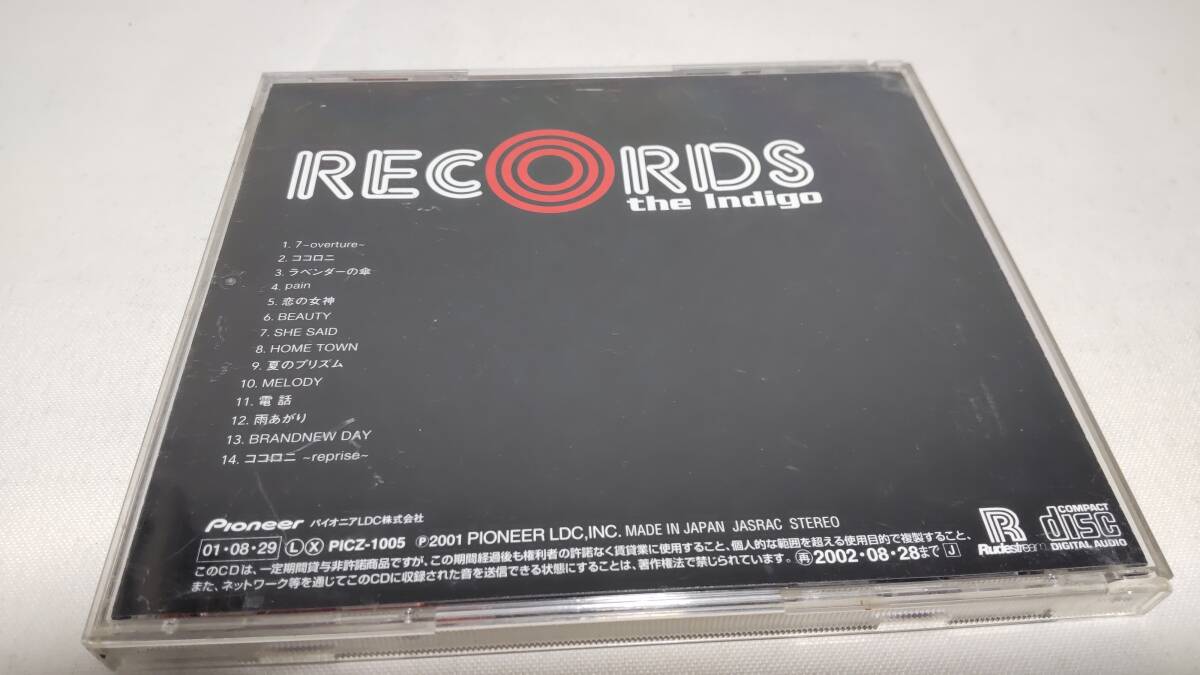 RECORDS
the Indigo
1. 7~overture~
2. ココロニ
3. ラベンダーの傘
4. pain
5. 恋の女神
6. BEAUTY
7. SHE SAID
8. HOME TOWN
9. 夏のプリズム
10. MELODY
11. 電話
12. 雨あがり
13. BRANDNEW DAY
14. ココロニ ~reprise~
Pioneer パイオニアLDC株式会社
01・08・29 L X PICZ-1005 ℗2001 PIONEER LDC,INC. MADE IN JAPAN JASRAC STEREO
このCDは、一定期間貸与非許諾商品ですが、この期間経過後も権利者の許諾なく賃貸業に使用すること、個人的な範囲を超える使用目的で複製すること、
また、ネットワーク等を通じてこのCDに収録された音を送信できる状態にすることは、著作権法で禁じられています。再2002・08・28まで J
R
Rudestream
COMPACT
disc
DIGITAL AUDIO